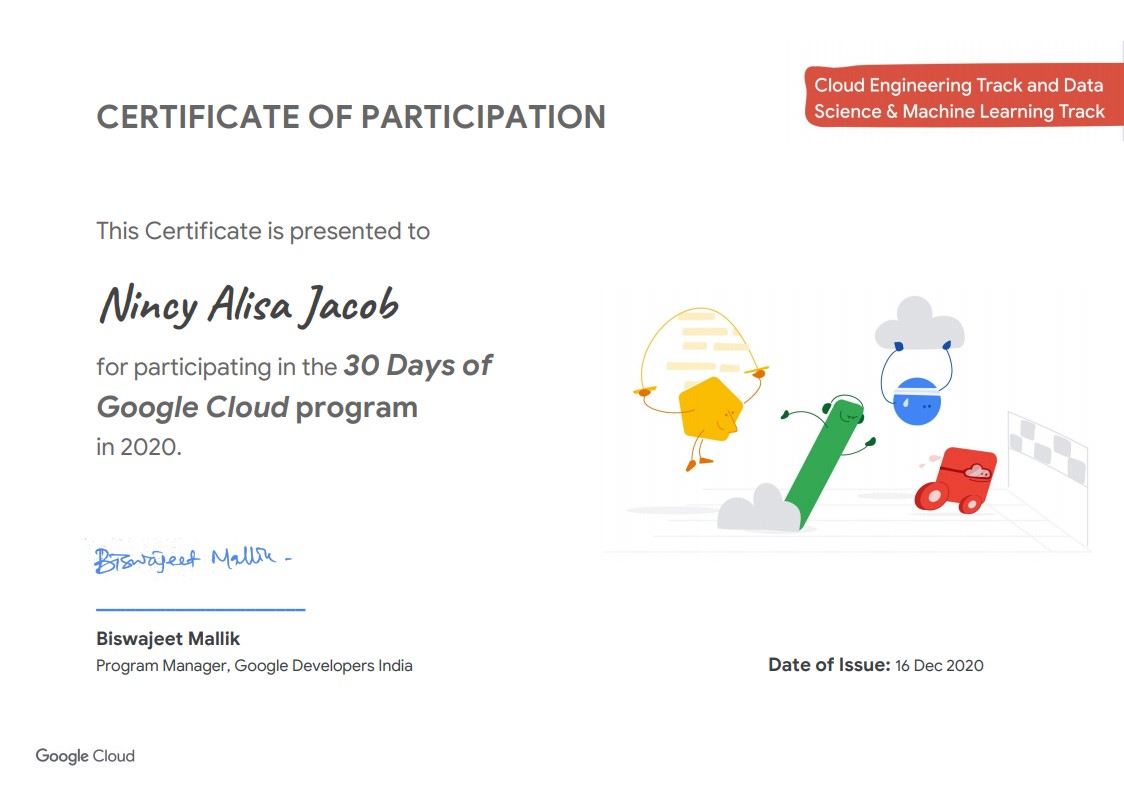 Cloud Engineering Track and Data
Science & Machine Learning Track
CERTIFICATE OF PARTICIPATION
This Certificate is presented to
Nincy Alisa Jacob
for participating in the 30 Days of
Google Cloud program
in 2020.
Biswajeet Mallik -
Biswajeet Mallik
Program Manager, Google Developers India
Date of Issue: 16 Dec 2020
Google Cloud